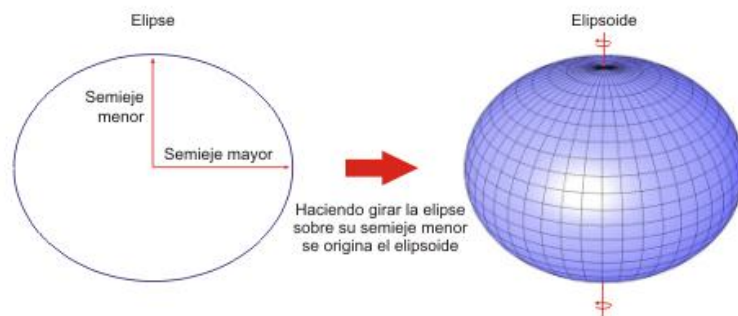 Elipse
Elipsoide
Semieje
menor
Semieje mayor
Haciendo girar la elipse
sobre su semieje menor
se origina el elipsoide